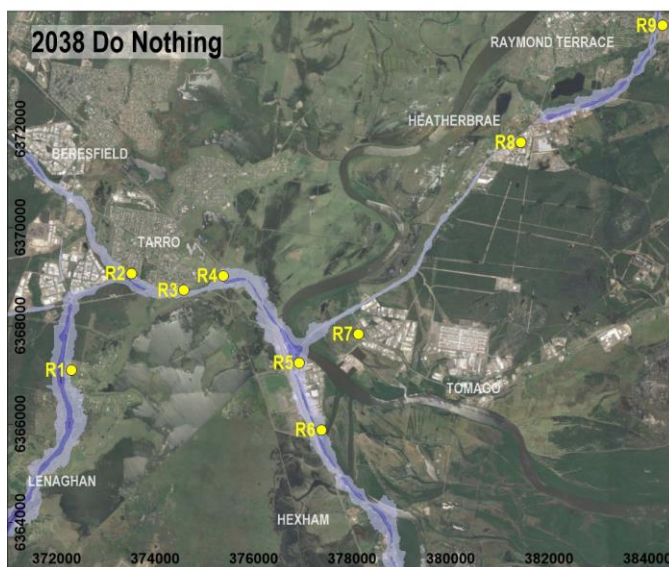 2038 Do Nothing
R9
RAYMOND TERRACE
HEATHERBRAE
R8
BERESFIELD
TARRO
R2
R3
R4
R7
R5
R1
TOMAGO
R6
LENAGHAN
HEXHAM
6372000
6370000
6368000
6366000
6364000
372000 374000 376000 378000 380000 382000 384000